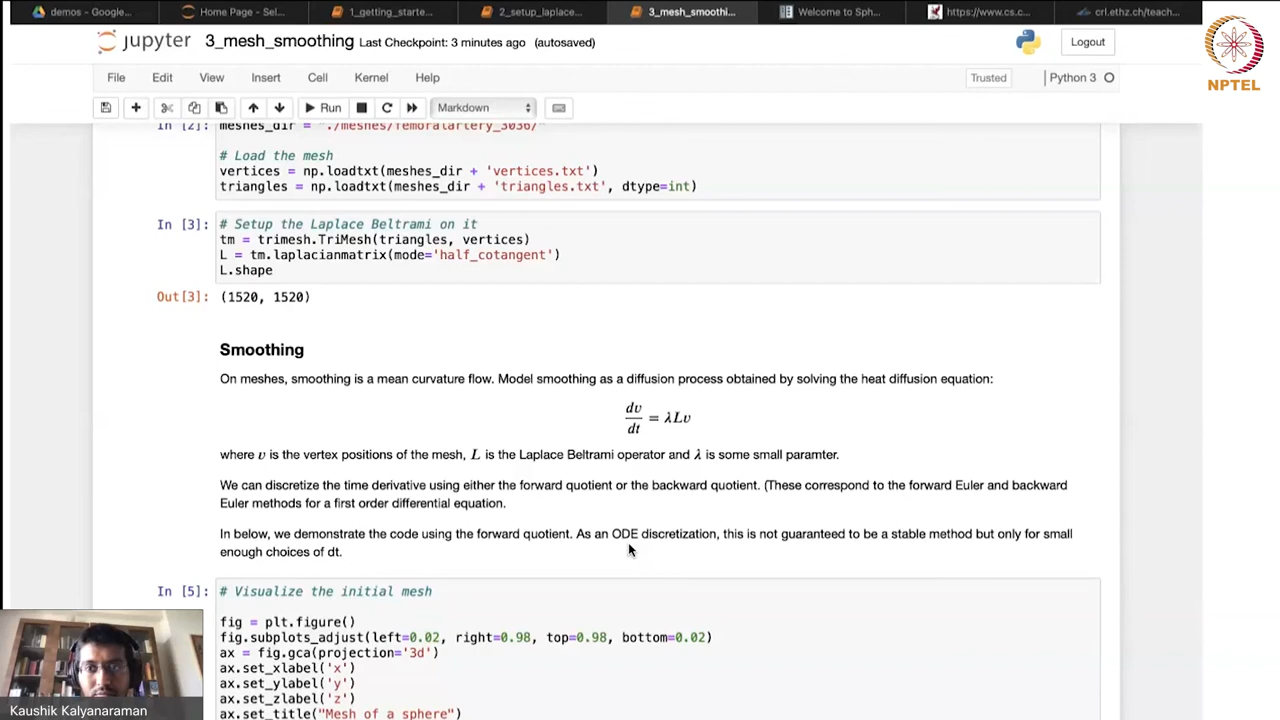 demos - Google...
Home Page - Sel...
1_getting_starte...
2_setup_laplace...
3_mesh_smoothi...
Welcome to Sph...
https://www.cs.c...
crl.ethz.ch/teach...
jupyter 3_mesh_smoothing Last Checkpoint: 3 minutes ago (autosaved)
Logout
NPTEL
File Edit View Insert Cell Kernel Help
Trusted
Python 3
Run
Markdown
In [2]: meshes_dir = "./meshes/femoralartery_3036/"
# Load the mesh
vertices = np.loadtxt(meshes_dir + 'vertices.txt')
triangles = np.loadtxt(meshes_dir + 'triangles.txt', dtype=int)
In [3]: # Setup the Laplace Beltrami on it
tm = trimesh.TriMesh(triangles, vertices)
L = tm.laplacianmatrix(mode='half_cotangent')
L.shape
Out[3]: (1520, 1520)
Smoothing
On meshes, smoothing is a mean curvature flow. Model smoothing as a diffusion process obtained by solving the heat diffusion equation:
dv/dt = λLv
where v is the vertex positions of the mesh, L is the Laplace Beltrami operator and λ is some small paramter.
We can discretize the time derivative using either the forward quotient or the backward quotient. (These correspond to the forward Euler and backward
Euler methods for a first order differential equation.
In below, we demonstrate the code using the forward quotient. As an ODE discretization, this is not guaranteed to be a stable method but only for small
enough choices of dt.
In [5]: # Visualize the initial mesh
fig = plt.figure()
fig.subplots_adjust(left=0.02, right=0.98, top=0.98, bottom=0.02)
ax = fig.gca(projection='3d')
ax.set_xlabel('x')
ax.set_ylabel('y')
ax.set_zlabel('z')
ax.set_title("Mesh of a sphere")
Kaushik Kalyanaraman